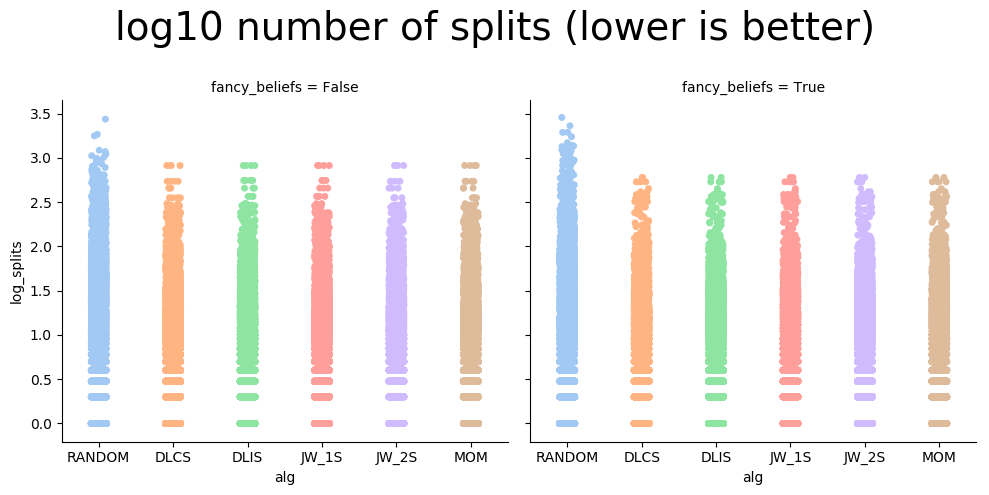 log10 number of splits (lower is better)
fancy_beliefs = False
fancy_beliefs = True
3.5
3.0
2.5
2.0
1.5
1.0
0.5
0.0
log_splits
RANDOM DLCS DLIS JW_1S JW_2S MOM
alg
RANDOM DLCS DLIS JW_1S JW_2S MOM
alg